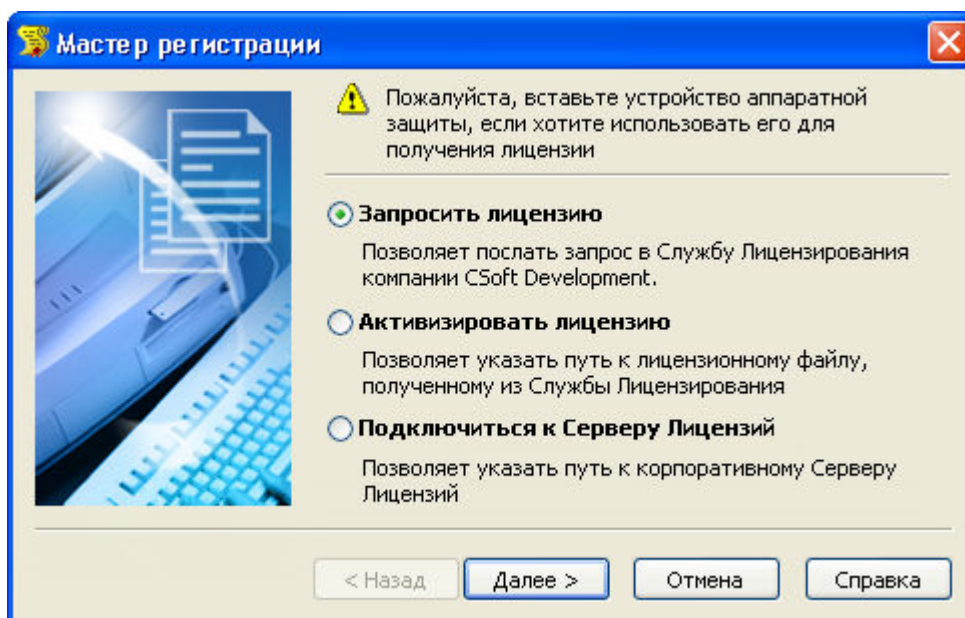 Мастер регистрации
Пожалуйста, вставьте устройство аппаратной
защиты, если хотите использовать его для
получения лицензии
Запросить лицензию
Позволяет послать запрос в Службу Лицензирования
компании CSoft Development.
Активизировать лицензию
Позволяет указать путь к лицензионному файлу,
полученному из Службы Лицензирования
Подключиться к Серверу Лицензий
Позволяет указать путь к корпоративному Серверу
Лицензий
< Назад
Далее >
Отмена
Справка